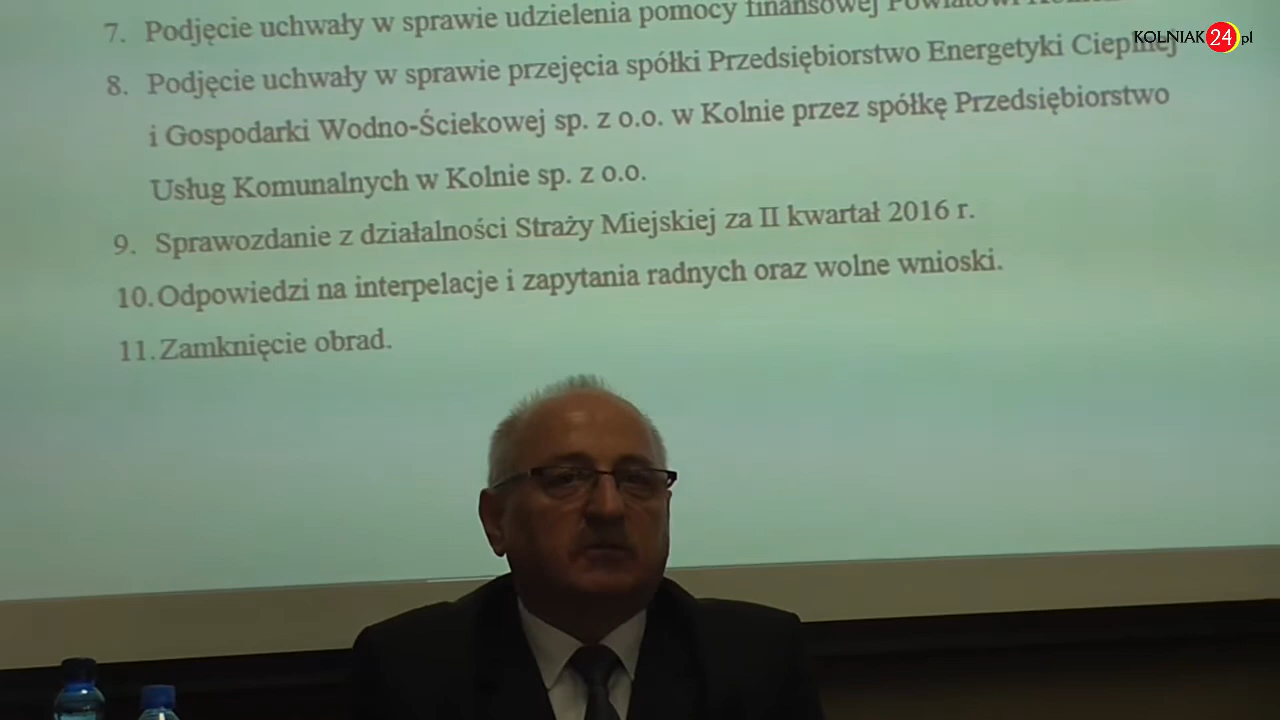 7. Podjęcie uchwały w sprawie udzielenia pomocy finansowej
KOLNIAK24.pl
8. Podjęcie uchwały w sprawie przejęcia spółki Przedsiębiorstwo Energetyki Cieplnej
i Gospodarki Wodno-Ściekowej sp. z o.o. w Kolnie przez spółkę Przedsiębiorstwo
Usług Komunalnych w Kolnie sp. z o.o.
9. Sprawozdanie z działalności Straży Miejskiej za II kwartał 2016 r.
10. Odpowiedzi na interpelacje i zapytania radnych oraz wolne wnioski.
11. Zamknięcie obrad.